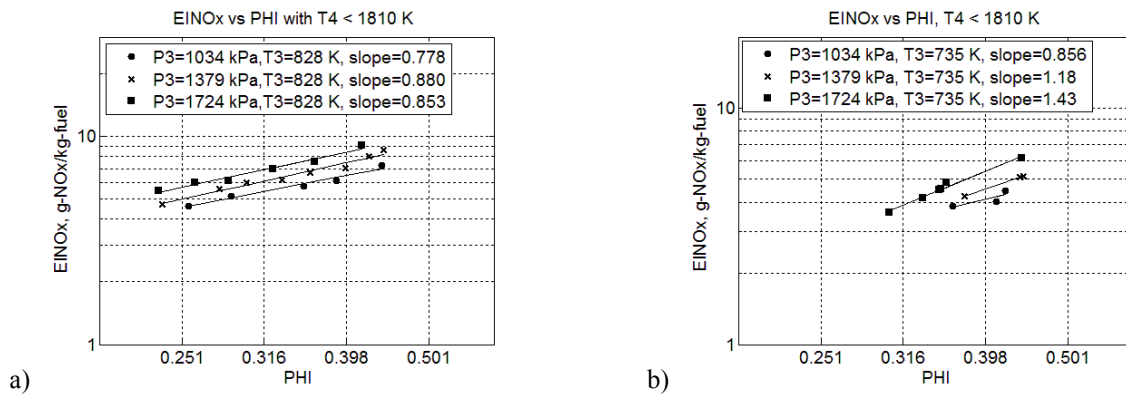 EINOx vs PHI with T4 < 1810 K
P3=1034 kPa,T3=828 K, slope=0.778
P3=1379 kPa,T3=828 K, slope=0.880
P3=1724 kPa,T3=828 K, slope=0.853
10
1
EINOx, g-NOx/kg-fuel
0.251 0.316 0.398 0.501
PHI
a)
EINOx vs PHI, T4 < 1810 K
P3=1034 kPa, T3=735 K, slope=0.856
P3=1379 kPa, T3=735 K, slope=1.18
P3=1724 kPa, T3=735 K, slope=1.43
10
1
EINOx, g-NOx/kg-fuel
0.251 0.316 0.398 0.501
PHI
b)